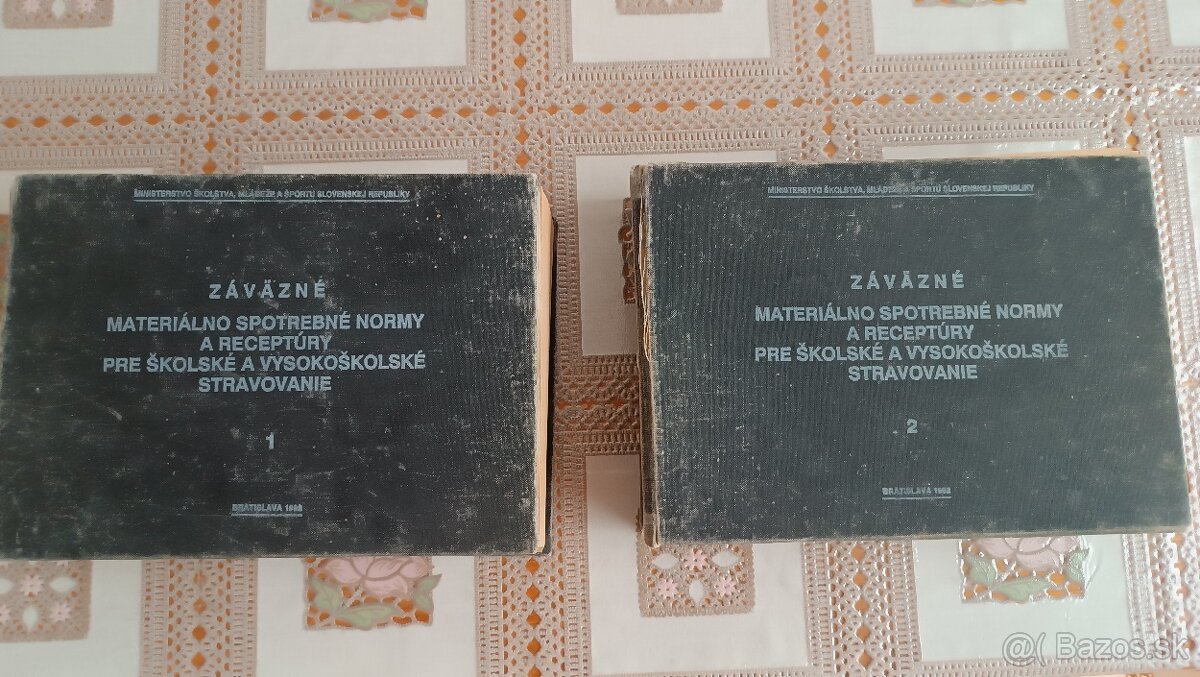 MINISTERSTVO ŠKOLSTVA, MLÁDEŽE A ŠPORTU SLOVENSKEJ REPUBLIKY
ZÁVÄZNÉ
MATERIÁLNO SPOTREBNÉ NORMY
A RECEPTÚRY
PRE ŠKOLSKÉ A VYSOKOŠKOLSKÉ
STRAVOVANIE
1
BRATISLAVA
MINISTERSTVO ŠKOLSTVA, MLÁDEŽE A ŠPORTU SLOVENSKEJ REPUBLIKY
ZÁVÄZNÉ
MATERIÁLNO SPOTREBNÉ NORMY
A RECEPTÚRY
PRE ŠKOLSKÉ A VYSOKOŠKOLSKÉ
STRAVOVANIE
2
BRATISLAVA
@( Bazos.sk